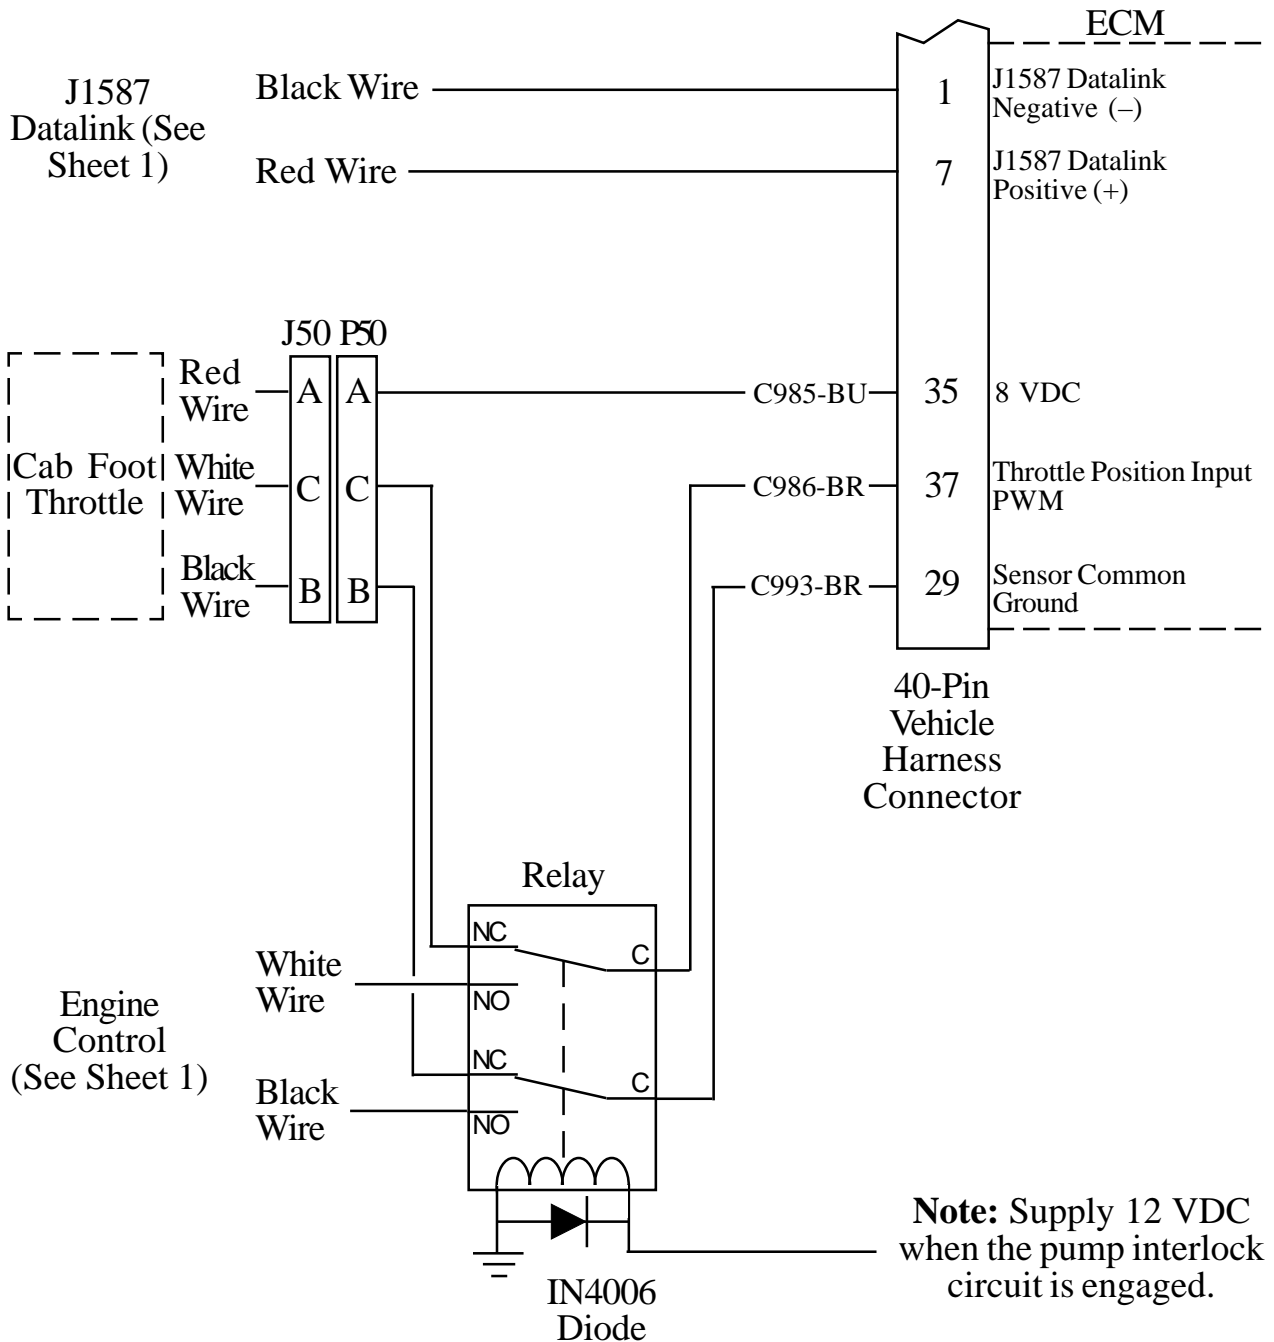 ECM
J1587
Datalink (See
Sheet 1)
Black Wire
1
J1587 Datalink
Negative (–)
Red Wire
7
J1587 Datalink
Positive (+)
J50 P50
Cab Foot
Throttle
Red
Wire
A A
C985-BU
35
8 VDC
White
Wire
C C
C986-BR
37
Throttle Position Input
PWM
Black
Wire
B B
C993-BR
29
Sensor Common
Ground
40-Pin
Vehicle
Harness
Connector
Relay
NC
C
NO
NC
C
NO
Engine
Control
(See Sheet 1)
White
Wire
Black
Wire
IN4006
Diode
Note: Supply 12 VDC
when the pump interlock
circuit is engaged.